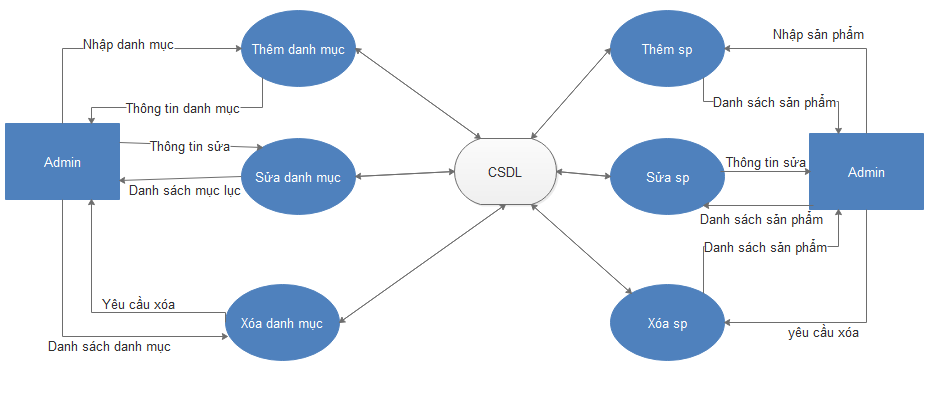 Nhập danh mục
Thêm danh mục
Thông tin danh mục
Admin
Thông tin sửa
Sửa danh mục
Danh sách mục lục
Yêu cầu xóa
Xóa danh mục
Danh sách danh mục
CSDL
Thêm sp
Nhập sản phẩm
Danh sách sản phẩm
Thông tin sửa
Sửa sp
Admin
Danh sách sản phẩm
Danh sách sản phẩm
Xóa sp
yêu cầu xóa